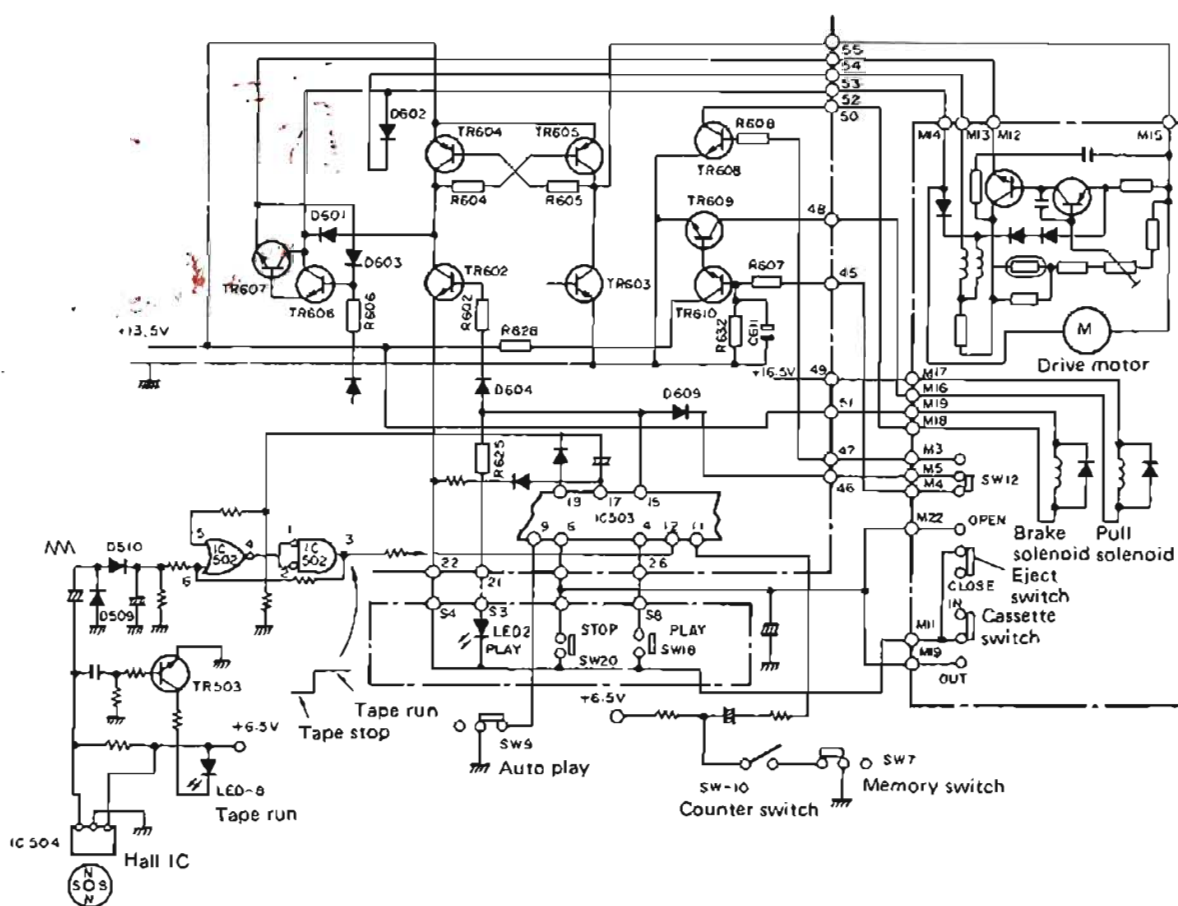 55
54
53
52
50
D602
TR604
TR605
R608
TR608
M14
M13
M12
M15
R604
R605
TR609
48
D601
D603
TR602
TR603
R607
45
TR607
TR606
R606
R602
R628
TR610
R632
C611
+13.5V
M
Drive motor
+16.5V
49
M17
M16
D604
D609
51
M19
M18
R625
47
M3
M5
SW12
46
M4
19
17
15
IC503
9
6
4
12
11
M22
OPEN
Brake solenoid
Pull solenoid
Eject switch
CLOSE
IN
Cassette switch
M11
M19
OUT
5
IC 502
4
1
IC 502
3
2
6
D510
D509
22
21
26
S4
S3
S8
LED2
PLAY
STOP
SW20
PLAY
SW18
TR503
Tape run
Tape stop
+6.5V
+6.5V
SW9
Auto play
SW-10
Counter switch
SW7
Memory switch
LED-8
Tape run
IC504
Hall IC
N
S S
N